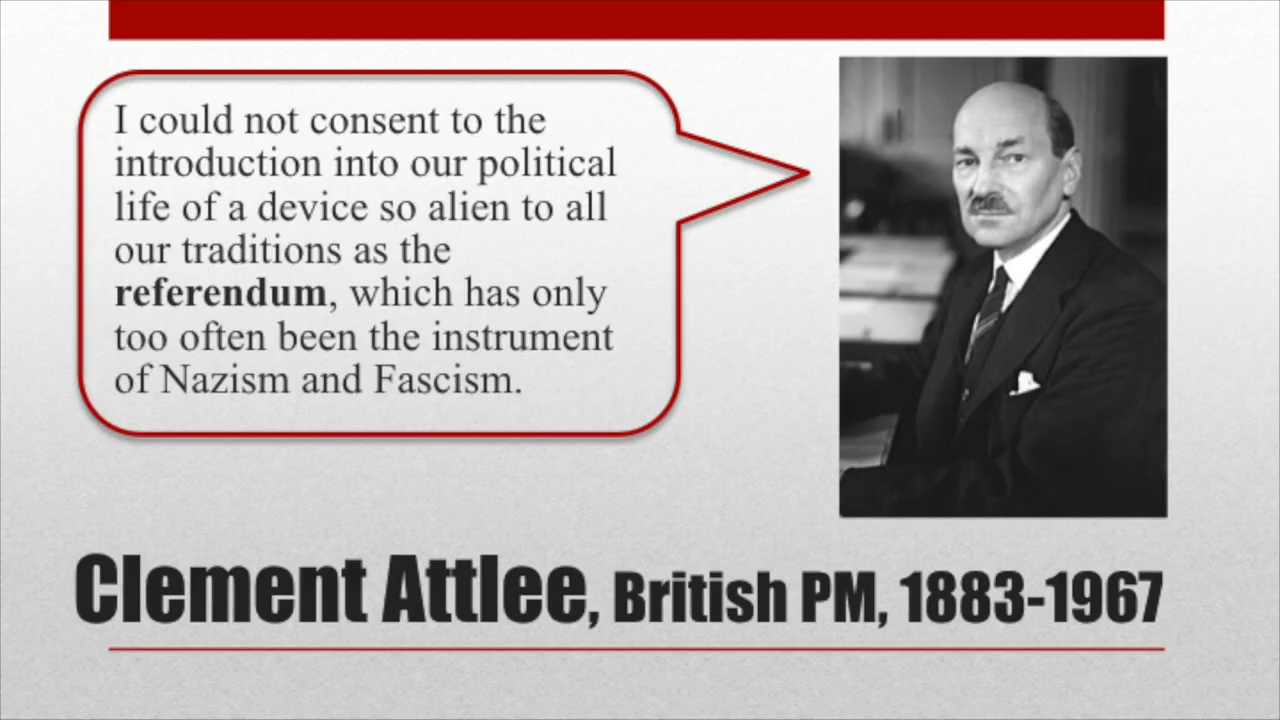 I could not consent to the
introduction into our political
life of a device so alien to all
our traditions as the
referendum, which has only
too often been the instrument
of Nazism and Fascism.
Clement Attlee, British PM, 1883-1967